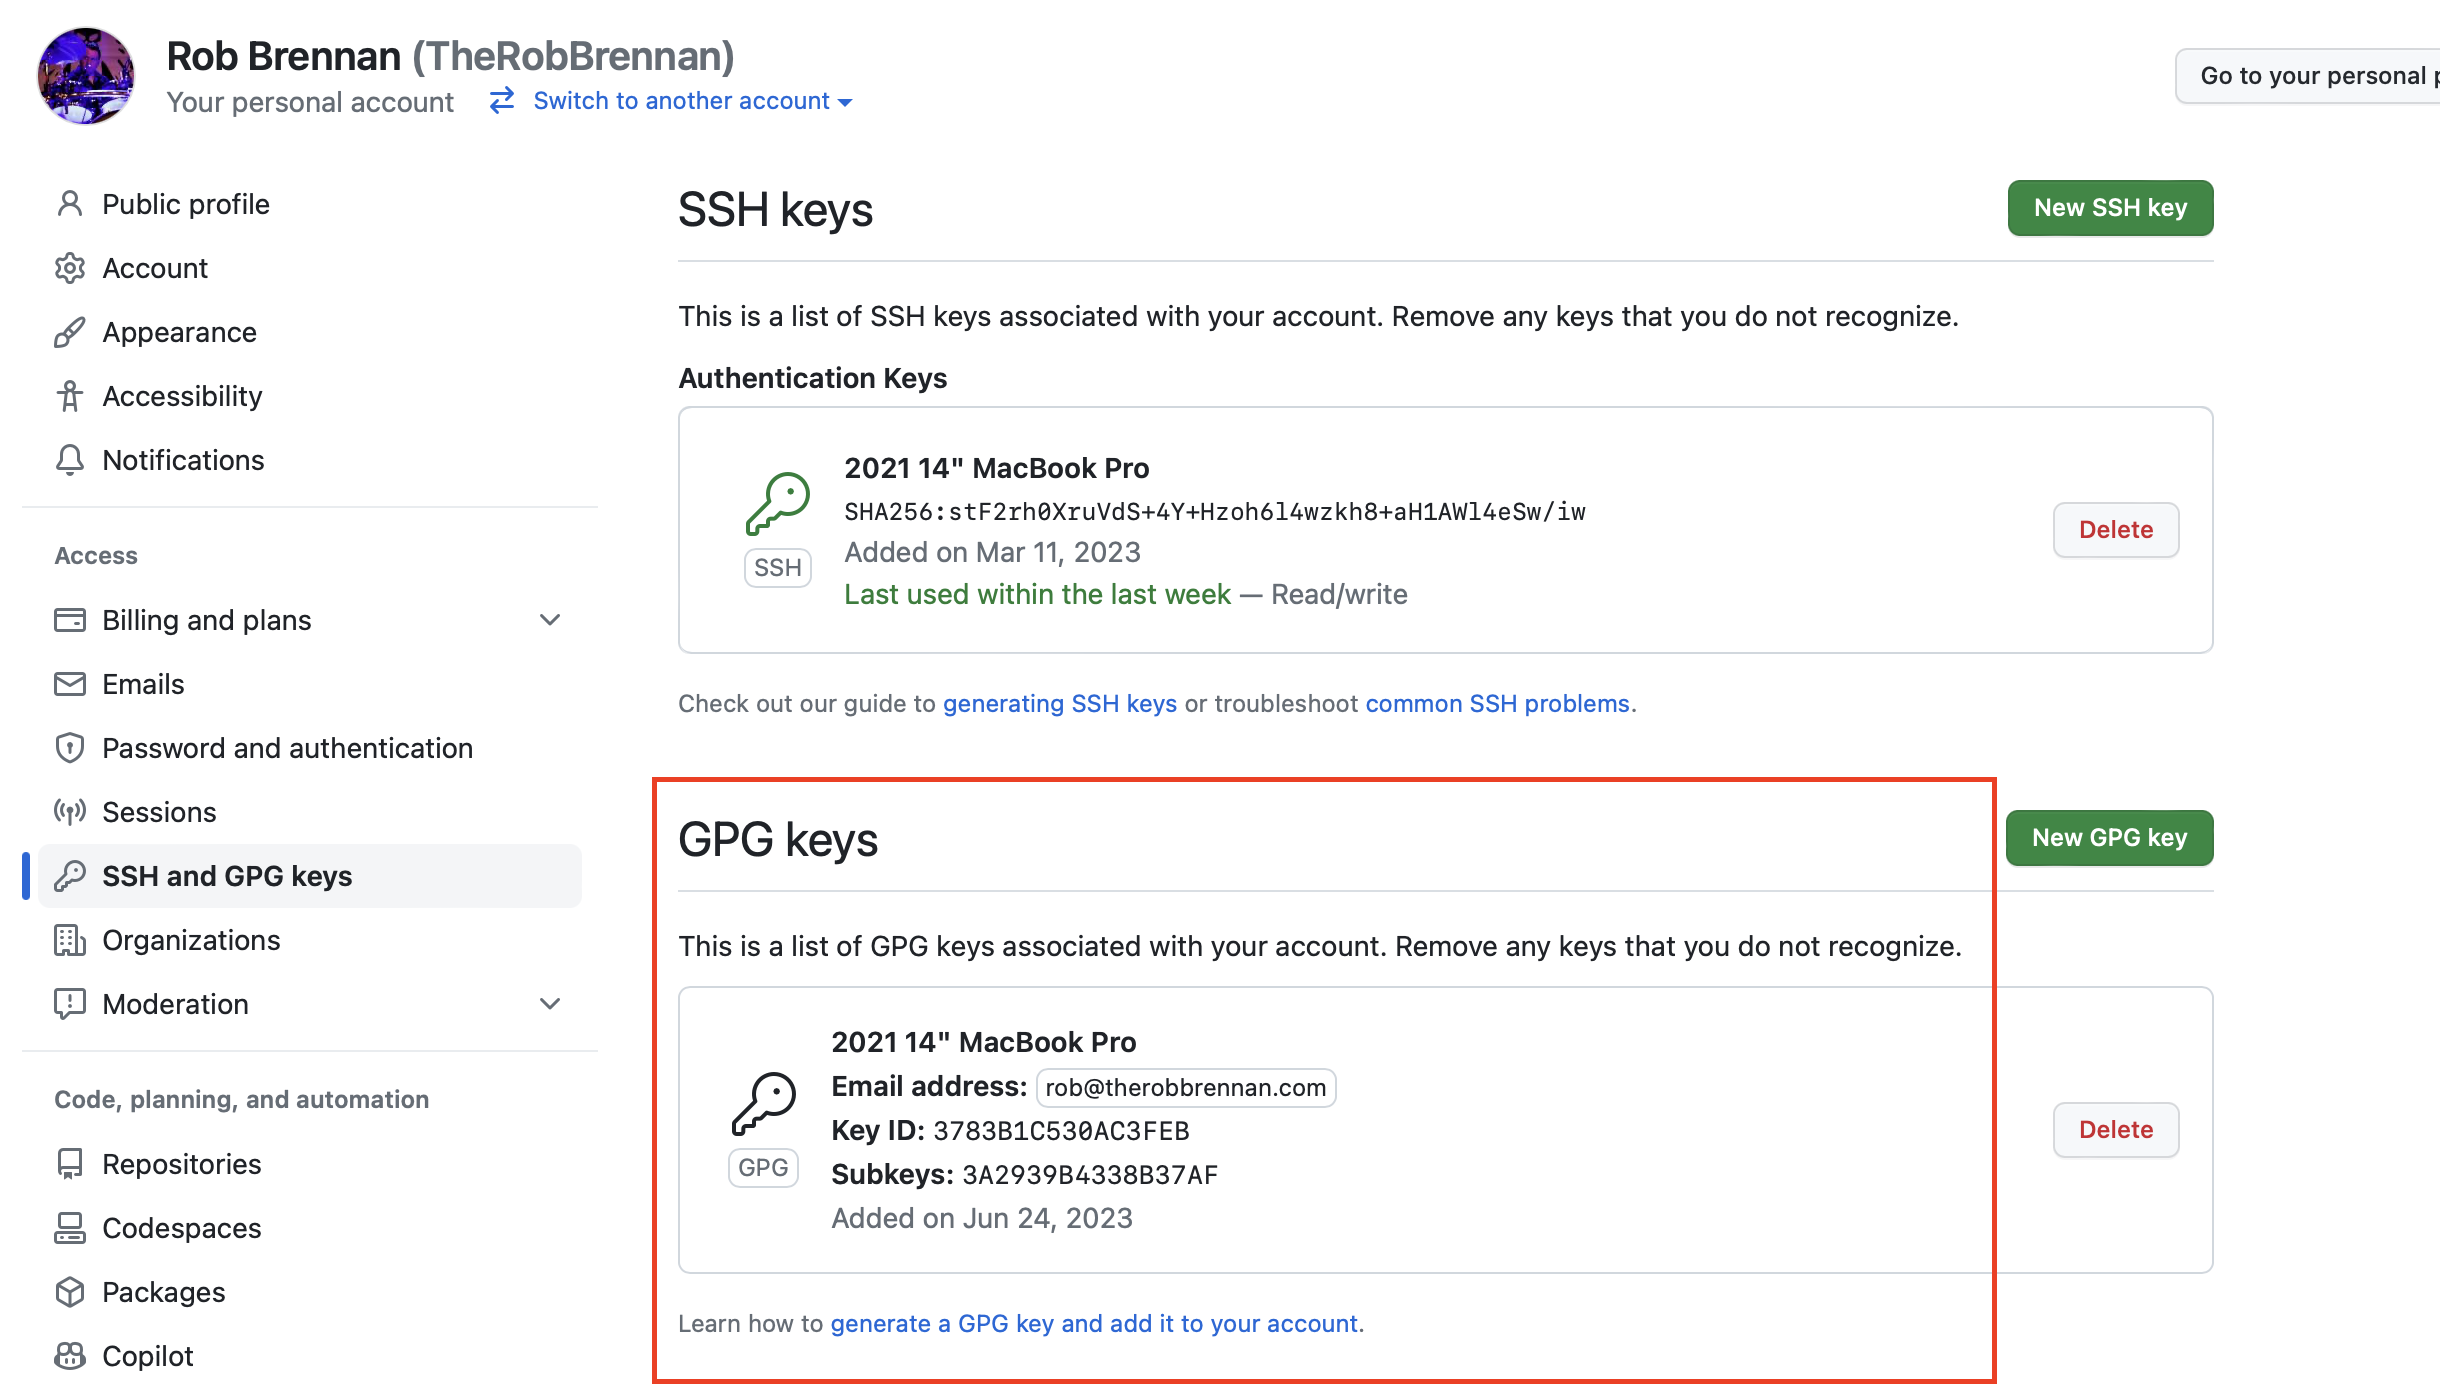 Rob Brennan (TheRobBrennan)
Your personal account Switch to another account
Go to your personal
Public profile
Account
Appearance
Accessibility
Notifications
Access
Billing and plans
Emails
Password and authentication
Sessions
SSH and GPG keys
Organizations
Moderation
Code, planning, and automation
Repositories
Codespaces
Packages
Copilot
SSH keys
New SSH key
This is a list of SSH keys associated with your account. Remove any keys that you do not recognize.
Authentication Keys
2021 14" MacBook Pro
SHA256:stF2rh0XruVdS+4Y+Hzoh6l4wzkh8+aH1AWl4eSw/iw
Added on Mar 11, 2023
Last used within the last week — Read/write
SSH
Delete
Check out our guide to generating SSH keys or troubleshoot common SSH problems.
GPG keys
New GPG key
This is a list of GPG keys associated with your account. Remove any keys that you do not recognize.
2021 14" MacBook Pro
Email address: rob@therobbrennan.com
Key ID: 3783B1C530AC3FEB
Subkeys: 3A2939B4338B37AF
Added on Jun 24, 2023
GPG
Delete
Learn how to generate a GPG key and add it to your account.